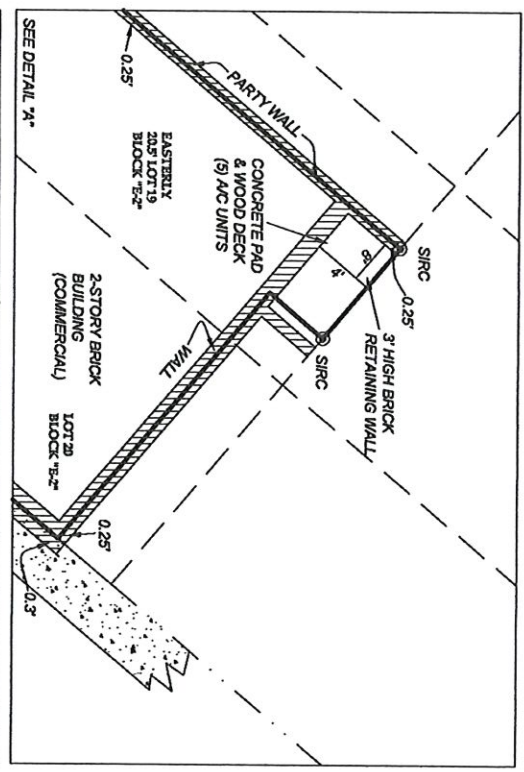 SEE DETAIL "A"
0.25'
PARTY WALL
EASTERLY
20.5' LOT 19
BLOCK "E-2"
CONCRETE PAD
& WOOD DECK
(5) A/C UNITS
SIRC
0.25'
8'
4'
3' HIGH BRICK
RETAINING WALL
SIRC
WALL
2-STORY BRICK
BUILDING
(COMMERCIAL)
LOT 20
BLOCK "E-2"
0.25'
0.3'